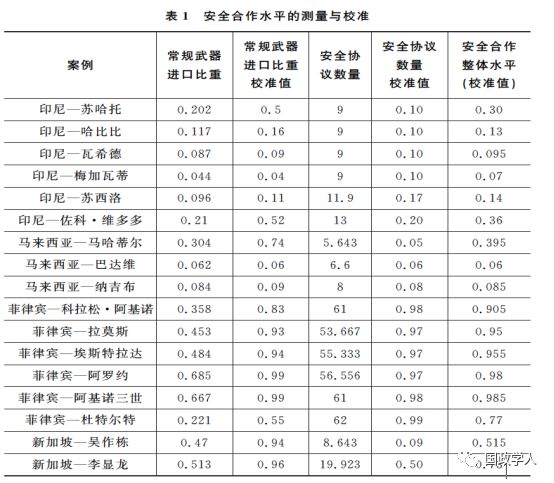 表 1 安全合作水平的测量与校准
案例 常规武器进口比重 常规武器进口比重校准值 安全协议数量 安全协议数量校准值 安全合作整体水平(校准值)
印尼—苏哈托 0.202 0.5 9 0.10 0.30
印尼—哈比比 0.117 0.16 9 0.10 0.13
印尼—瓦希德 0.087 0.09 9 0.10 0.095
印尼—梅加瓦蒂 0.044 0.04 9 0.10 0.07
印尼—苏西洛 0.096 0.11 11.9 0.17 0.14
印尼—佐科·维多多 0.21 0.52 13 0.20 0.36
马来西亚—马哈蒂尔 0.304 0.74 5.643 0.05 0.395
马来西亚—巴达维 0.062 0.06 6.6 0.06 0.06
马来西亚—纳吉布 0.084 0.09 8 0.08 0.085
菲律宾—科拉松·阿基诺 0.358 0.83 61 0.98 0.905
菲律宾—拉莫斯 0.453 0.93 53.667 0.97 0.95
菲律宾—埃斯特拉达 0.484 0.94 55.333 0.97 0.955
菲律宾—阿罗约 0.685 0.99 56.556 0.97 0.98
菲律宾—阿基诺三世 0.667 0.99 61 0.98 0.985
菲律宾—杜特尔特 0.221 0.55 62 0.99 0.77
新加坡—吴作栋 0.47 0.94 8.643 0.09 0.515
新加坡—李显龙 0.513 0.96 19.923 0.50
国政学人